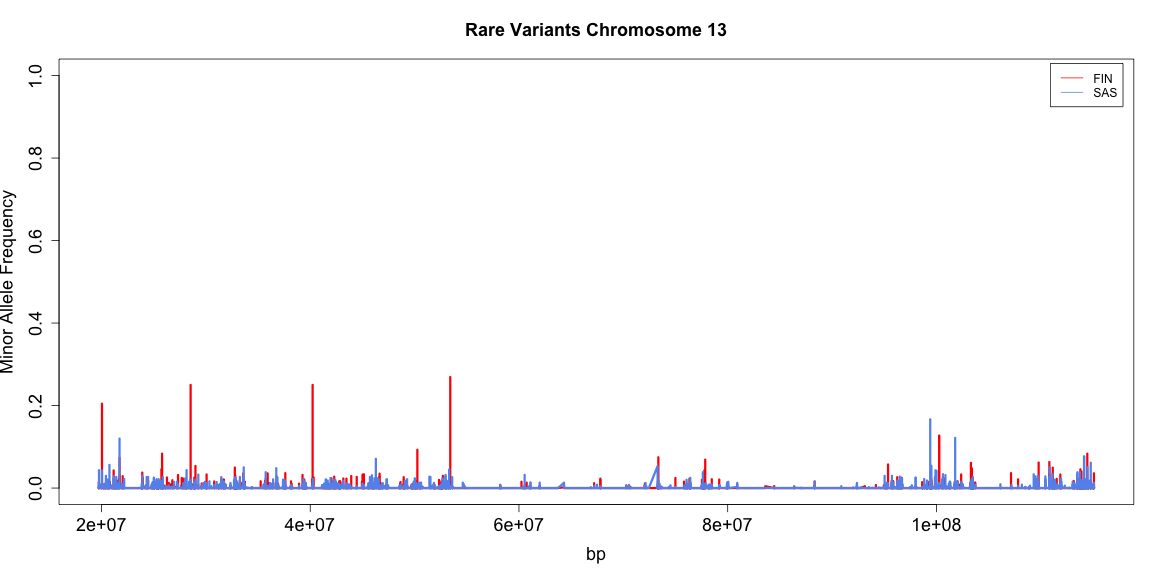 Rare Variants Chromosome 13
Minor Allele Frequency
1.0
0.8
0.6
0.4
0.2
0.0
FIN
SAS
2e+07 4e+07 6e+07 8e+07 1e+08
bp